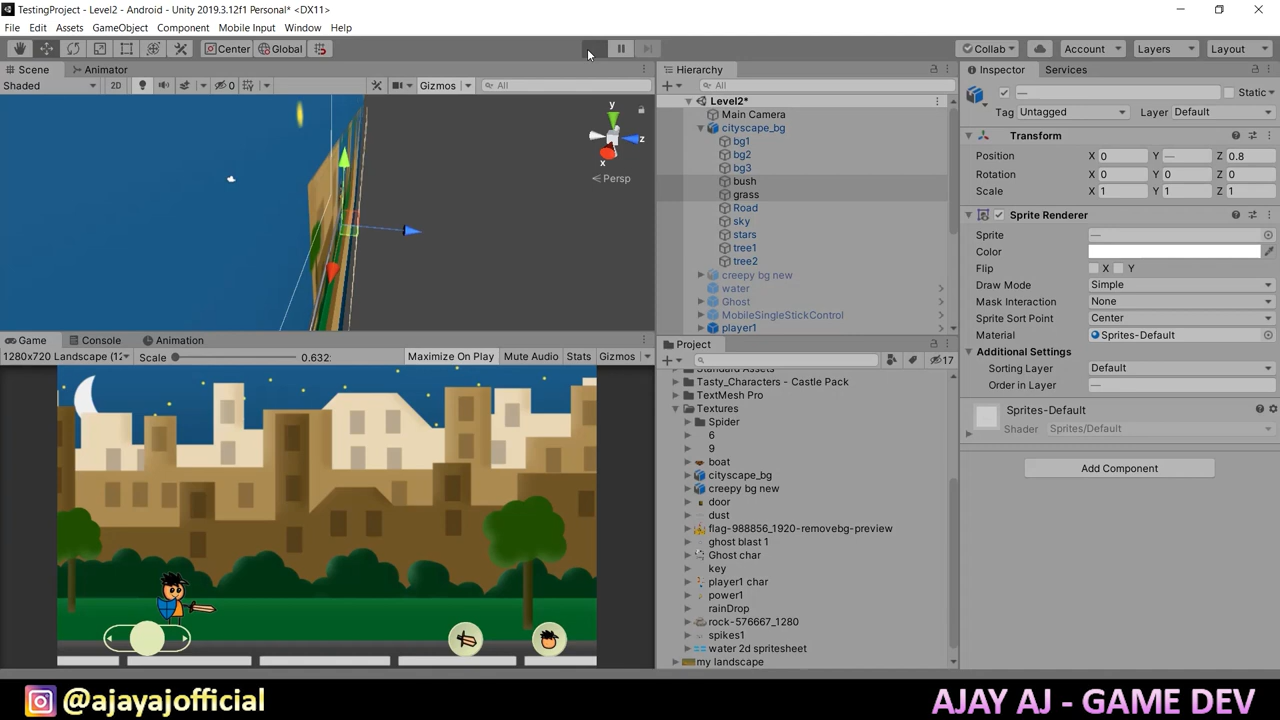 TestingProject - Level2 - Android - Unity 2019.3.12f1 Personal* <DX11>
File Edit Assets GameObject Component Mobile Input Window Help
Center Global Collab Account Layers Layout
Scene Animator
Shaded 2D 0 Gizmos All
y
z
x
Persp
Game Console Animation
1280x720 Landscape (12 Scale 0.632 Maximize On Play Mute Audio Stats Gizmos
Hierarchy
All
Level2*
Main Camera
cityscape_bg
bg1
bg2
bg3
bush
grass
Road
sky
stars
tree1
tree2
creepy bg new
water
Ghost
MobileSingleStickControl
player1
Project
17
Standard Assets
Tasty_Characters - Castle Pack
TextMesh Pro
Textures
Spider
6
9
boat
cityscape_bg
creepy bg new
door
dust
flag-988856_1920-removebg-preview
ghost blast 1
Ghost char
key
player1 char
power1
rainDrop
rock-576667_1280
spikes1
water 2d spritesheet
my landscape
Inspector Services
— Static
Tag Untagged Layer Default
Transform
Position X 0 Y — Z 0.8
Rotation X 0 Y 0 Z 0
Scale X 1 Y 1 Z 1
Sprite Renderer
Sprite —
Color
Flip X Y
Draw Mode Simple
Mask Interaction None
Sprite Sort Point Center
Material Sprites-Default
Additional Settings
Sorting Layer Default
Order in Layer —
Sprites-Default
Shader Sprites/Default
Add Component
@ajayajofficial
AJAY AJ - GAME DEV